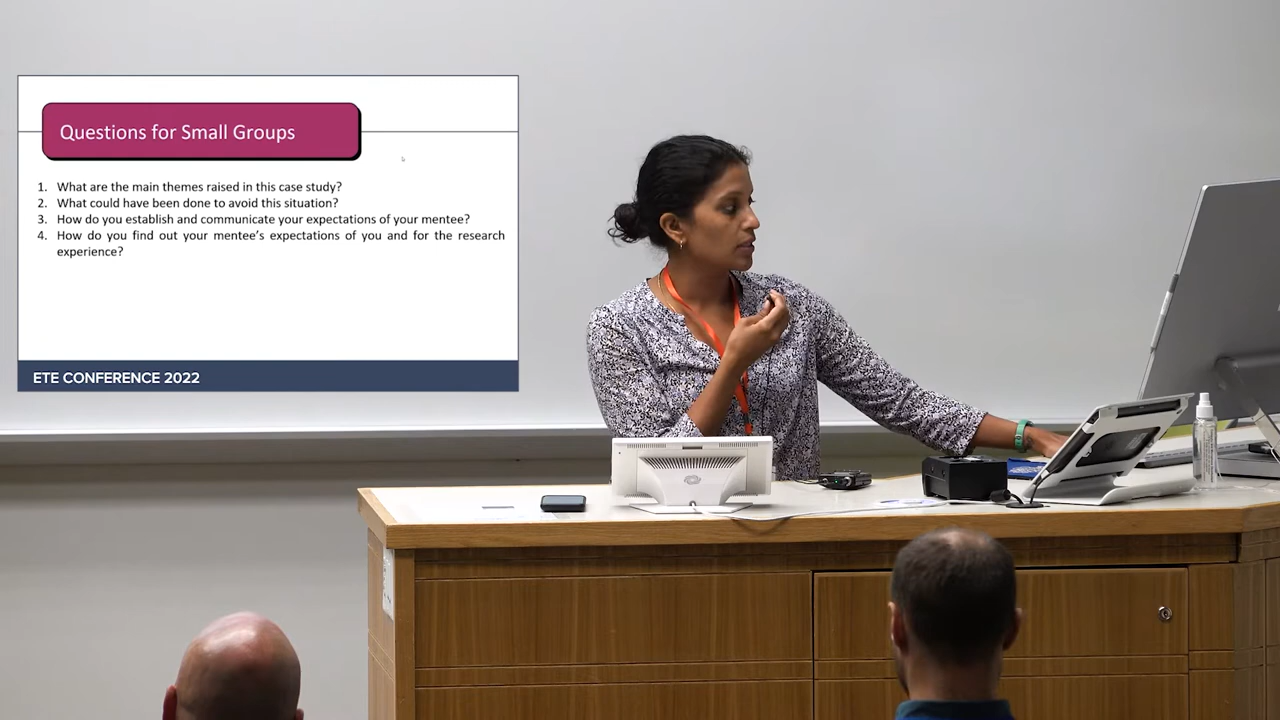 Questions for Small Groups
1. What are the main themes raised in this case study?
2. What could have been done to avoid this situation?
3. How do you establish and communicate your expectations of your mentee?
4. How do you find out your mentee's expectations of you and for the research
experience?
ETE CONFERENCE 2022